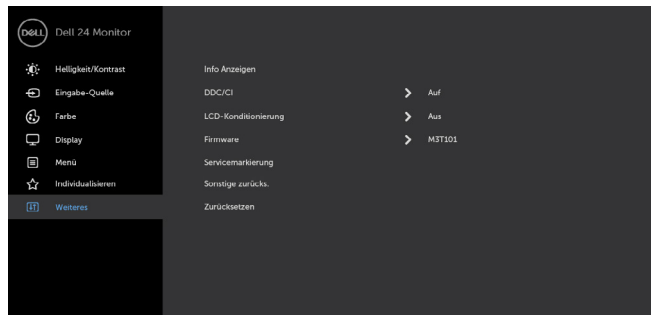 DELL Dell 24 Monitor
Helligkeit/Kontrast Info Anzeigen
Eingabe-Quelle DDC/CI Auf
Farbe LCD-Konditionierung Aus
Display Firmware M3T101
Menü Servicemarkierung
Individualisieren Sonstige zurücks.
Weiteres Zurücksetzen